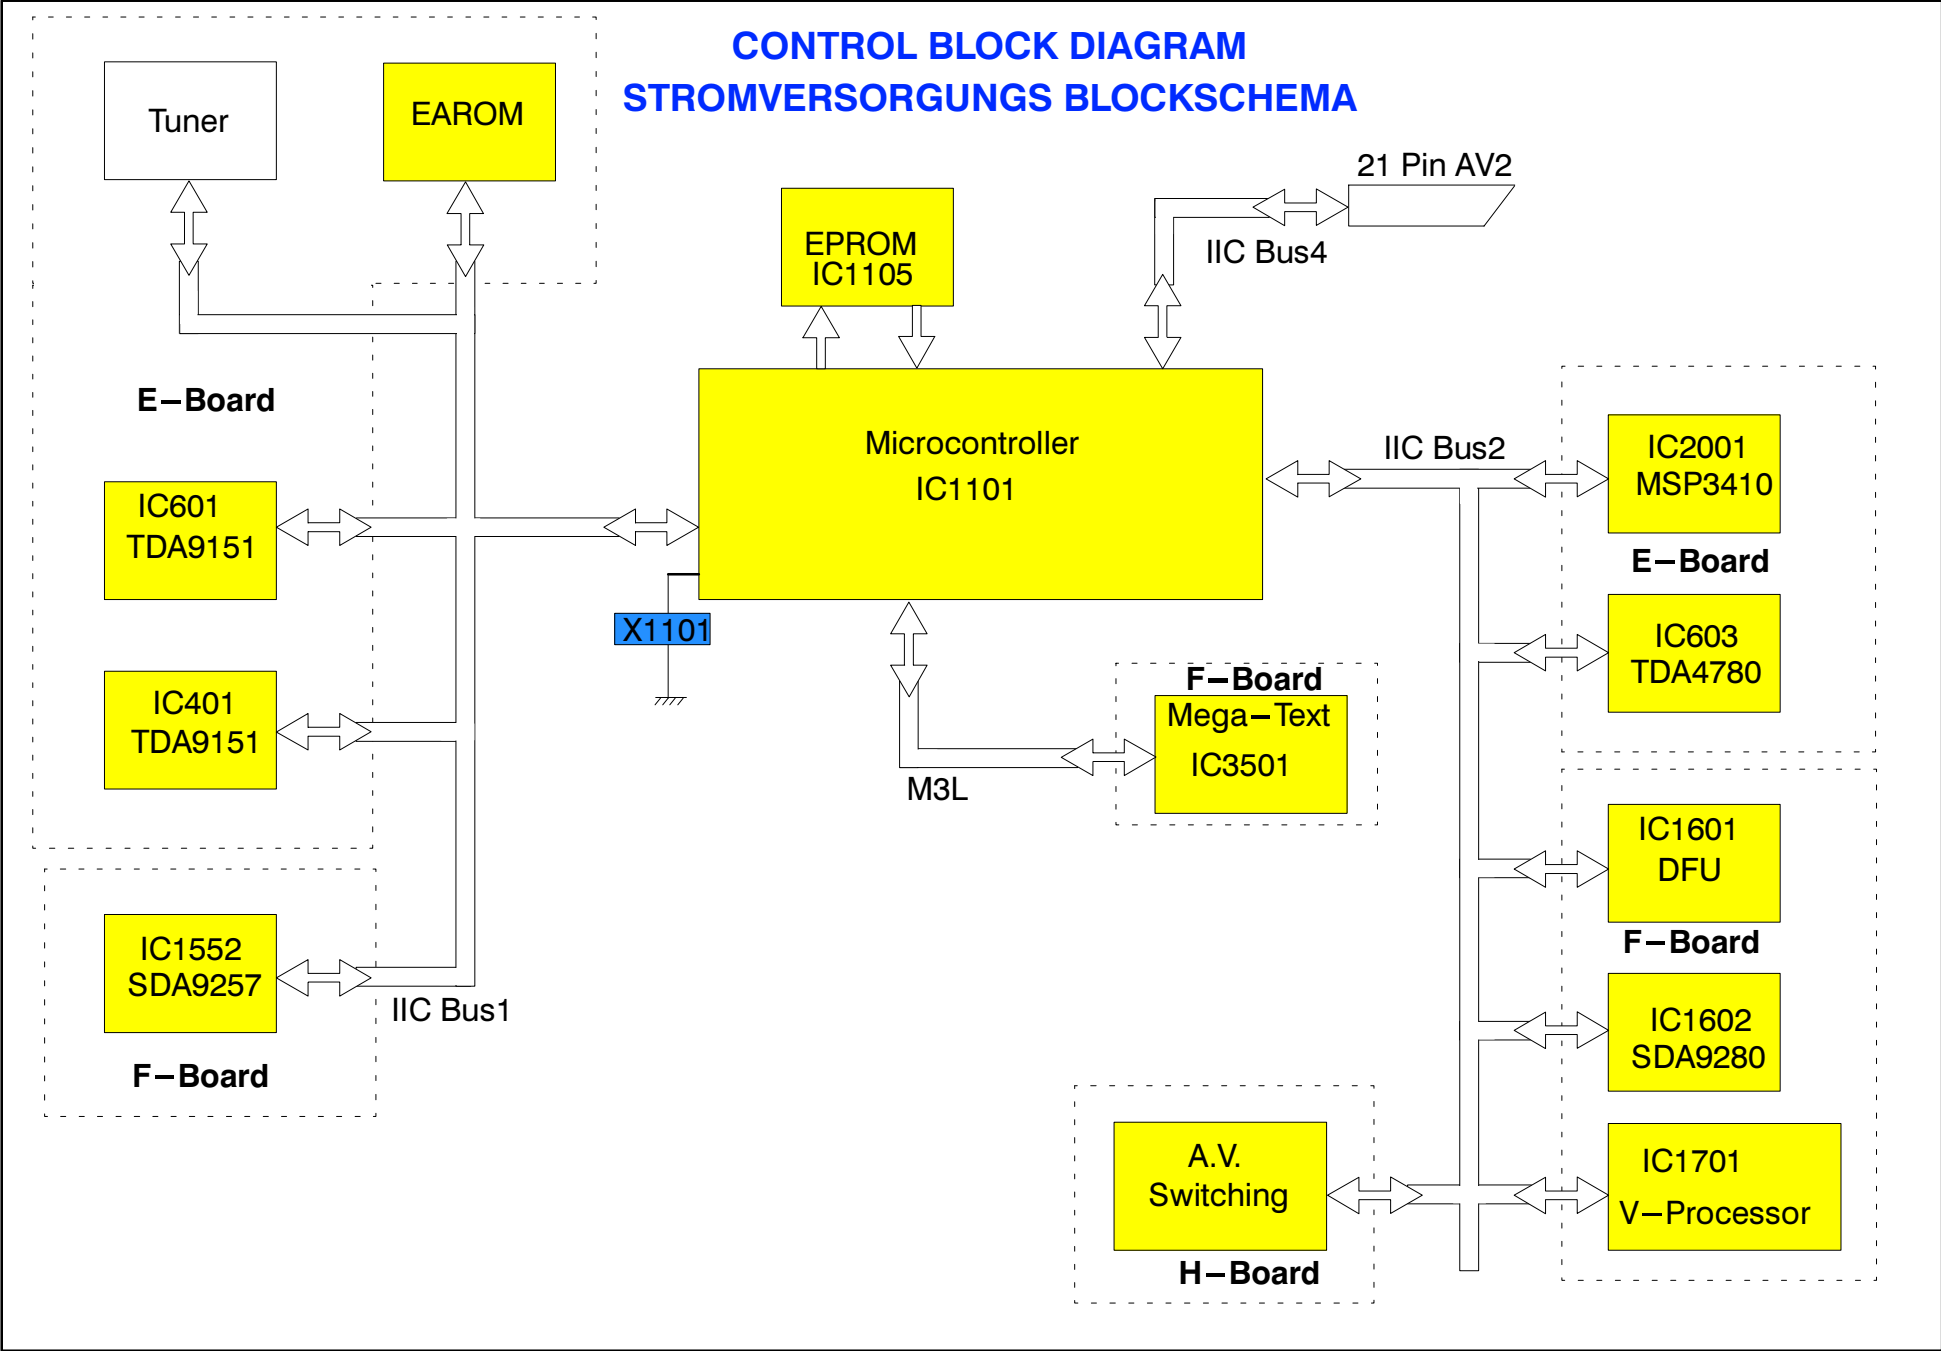 CONTROL BLOCK DIAGRAM
STROMVERSORGUNGS BLOCKSCHEMA
Tuner
EAROM
EPROM
IC1105
21 Pin AV2
IIC Bus4
E-Board
IC601
TDA9151
IC401
TDA9151
IC1552
SDA9257
F-Board
IIC Bus1
Microcontroller
IC1101
X1101
F-Board
Mega-Text
IC3501
M3L
IIC Bus2
IC2001
MSP3410
E-Board
IC603
TDA4780
IC1601
DFU
F-Board
IC1602
SDA9280
IC1701
V-Processor
A.V.
Switching
H-Board